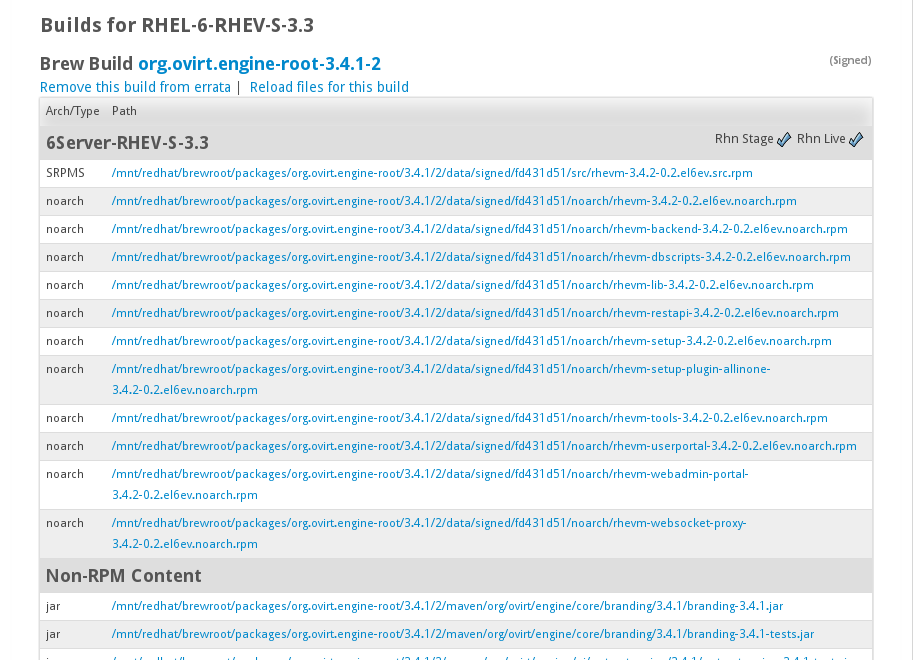 Builds for RHEL-6-RHEV-S-3.3
Brew Build org.ovirt.engine-root-3.4.1-2
(Signed)
Remove this build from errata | Reload files for this build
Arch/Type Path
6Server-RHEV-S-3.3 Rhn Stage Rhn Live
SRPMS /mnt/redhat/brewroot/packages/org.ovirt.engine-root/3.4.1/2/data/signed/fd431d51/src/rhevm-3.4.2-0.2.el6ev.src.rpm
noarch /mnt/redhat/brewroot/packages/org.ovirt.engine-root/3.4.1/2/data/signed/fd431d51/noarch/rhevm-3.4.2-0.2.el6ev.noarch.rpm
noarch /mnt/redhat/brewroot/packages/org.ovirt.engine-root/3.4.1/2/data/signed/fd431d51/noarch/rhevm-backend-3.4.2-0.2.el6ev.noarch.rpm
noarch /mnt/redhat/brewroot/packages/org.ovirt.engine-root/3.4.1/2/data/signed/fd431d51/noarch/rhevm-dbscripts-3.4.2-0.2.el6ev.noarch.rpm
noarch /mnt/redhat/brewroot/packages/org.ovirt.engine-root/3.4.1/2/data/signed/fd431d51/noarch/rhevm-lib-3.4.2-0.2.el6ev.noarch.rpm
noarch /mnt/redhat/brewroot/packages/org.ovirt.engine-root/3.4.1/2/data/signed/fd431d51/noarch/rhevm-restapi-3.4.2-0.2.el6ev.noarch.rpm
noarch /mnt/redhat/brewroot/packages/org.ovirt.engine-root/3.4.1/2/data/signed/fd431d51/noarch/rhevm-setup-3.4.2-0.2.el6ev.noarch.rpm
noarch /mnt/redhat/brewroot/packages/org.ovirt.engine-root/3.4.1/2/data/signed/fd431d51/noarch/rhevm-setup-plugin-allinone-
3.4.2-0.2.el6ev.noarch.rpm
noarch /mnt/redhat/brewroot/packages/org.ovirt.engine-root/3.4.1/2/data/signed/fd431d51/noarch/rhevm-tools-3.4.2-0.2.el6ev.noarch.rpm
noarch /mnt/redhat/brewroot/packages/org.ovirt.engine-root/3.4.1/2/data/signed/fd431d51/noarch/rhevm-userportal-3.4.2-0.2.el6ev.noarch.rpm
noarch /mnt/redhat/brewroot/packages/org.ovirt.engine-root/3.4.1/2/data/signed/fd431d51/noarch/rhevm-webadmin-portal-
3.4.2-0.2.el6ev.noarch.rpm
noarch /mnt/redhat/brewroot/packages/org.ovirt.engine-root/3.4.1/2/data/signed/fd431d51/noarch/rhevm-websocket-proxy-
3.4.2-0.2.el6ev.noarch.rpm
Non-RPM Content
jar /mnt/redhat/brewroot/packages/org.ovirt.engine-root/3.4.1/2/maven/org/ovirt/engine/core/branding/3.4.1/branding-3.4.1.jar
jar /mnt/redhat/brewroot/packages/org.ovirt.engine-root/3.4.1/2/maven/org/ovirt/engine/core/branding/3.4.1/branding-3.4.1-tests.jar